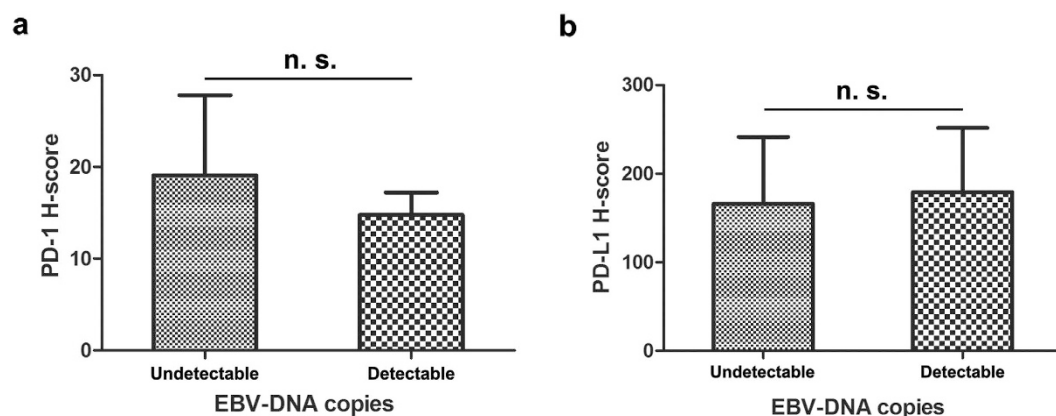 a
n. s.
PD-1 H-score
30
20
10
0
Undetectable
Detectable
EBV-DNA copies
b
n. s.
PD-L1 H-score
300
200
100
0
Undetectable
Detectable
EBV-DNA copies